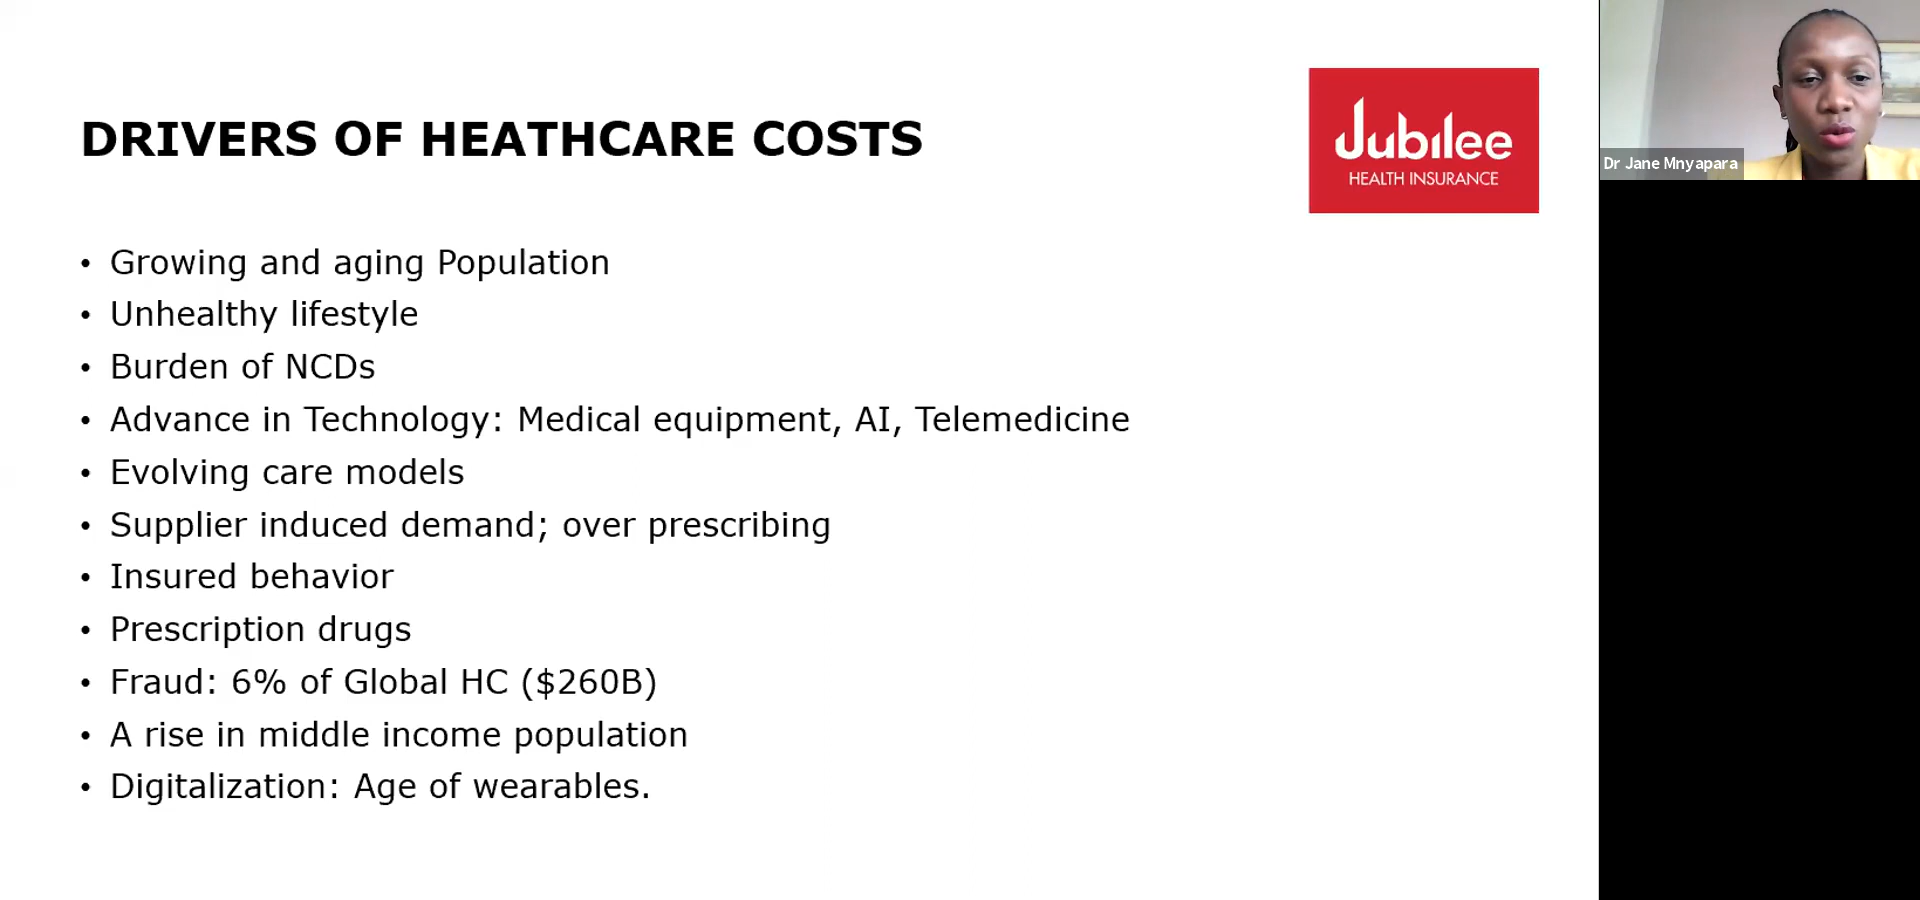 DRIVERS OF HEATHCARE COSTS
Jubilee
HEALTH INSURANCE
• Growing and aging Population
• Unhealthy lifestyle
• Burden of NCDs
• Advance in Technology: Medical equipment, AI, Telemedicine
• Evolving care models
• Supplier induced demand; over prescribing
• Insured behavior
• Prescription drugs
• Fraud: 6% of Global HC ($260B)
• A rise in middle income population
• Digitalization: Age of wearables.
Dr Jane Mnyapara